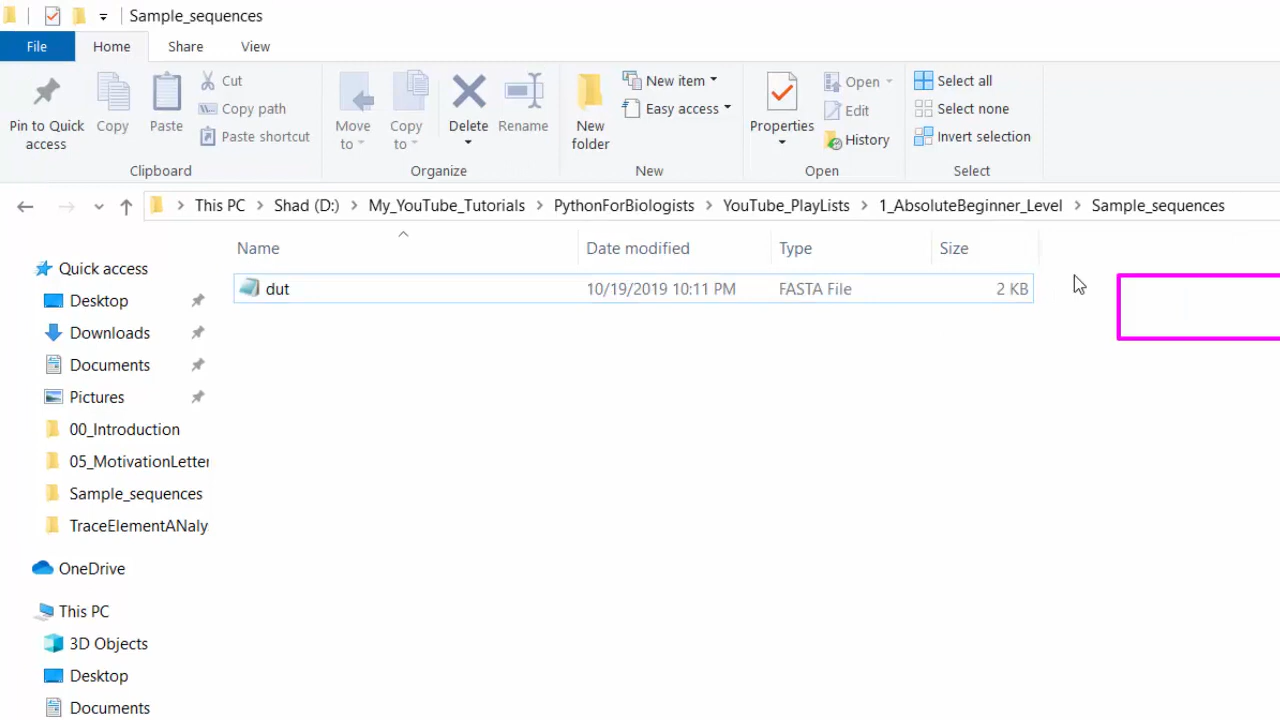 Sample_sequences
File Home Share View
Pin to Quick access
Copy
Paste
Cut
Copy path
Paste shortcut
Clipboard
Move to
Copy to
Delete
Rename
Organize
New folder
New item
Easy access
New
Properties
Open
Edit
History
Open
Select all
Select none
Invert selection
Select
This PC > Shad (D:) > My_YouTube_Tutorials > PythonForBiologists > YouTube_PlayLists > 1_AbsoluteBeginner_Level > Sample_sequences
Name Date modified Type Size
dut 10/19/2019 10:11 PM FASTA File 2 KB
Quick access
Desktop
Downloads
Documents
Pictures
00_Introduction
05_MotivationLetter
Sample_sequences
TraceElementANaly
OneDrive
This PC
3D Objects
Desktop
Documents